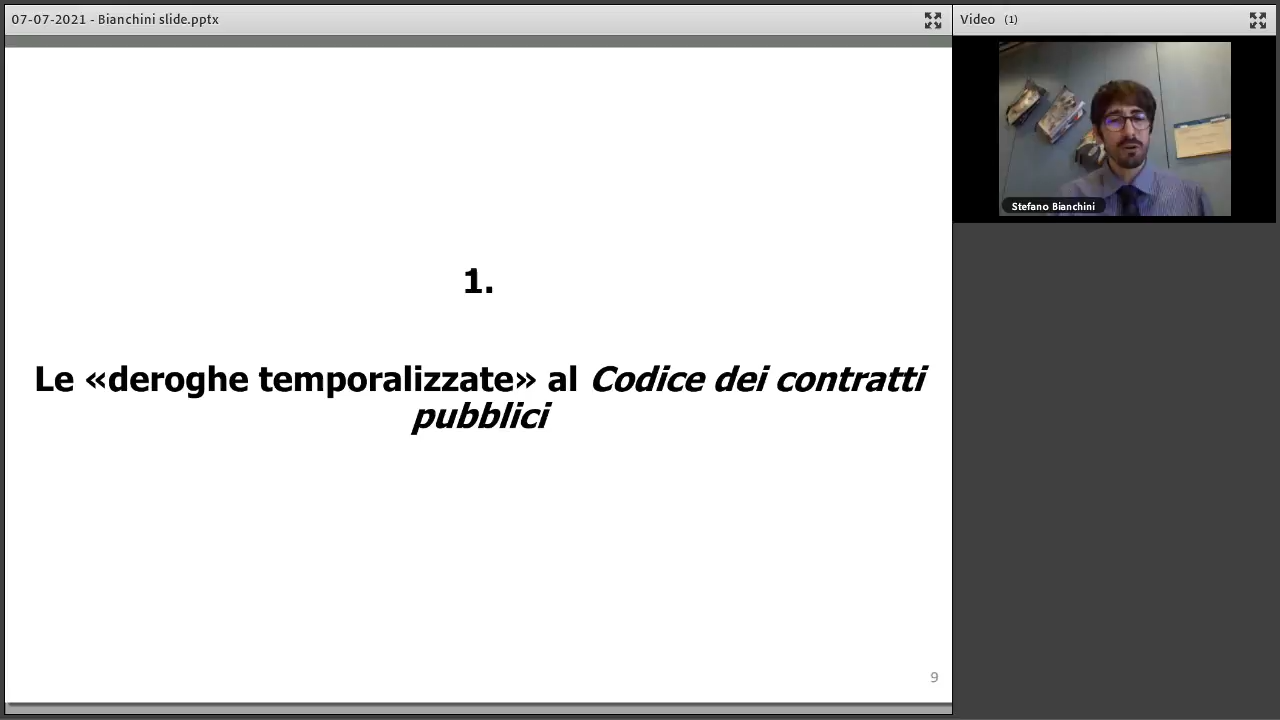 07-07-2021 - Bianchini slide.pptx
Video (1)
Stefano Bianchini
1.
Le «deroghe temporalizzate» al Codice dei contratti
pubblici
9